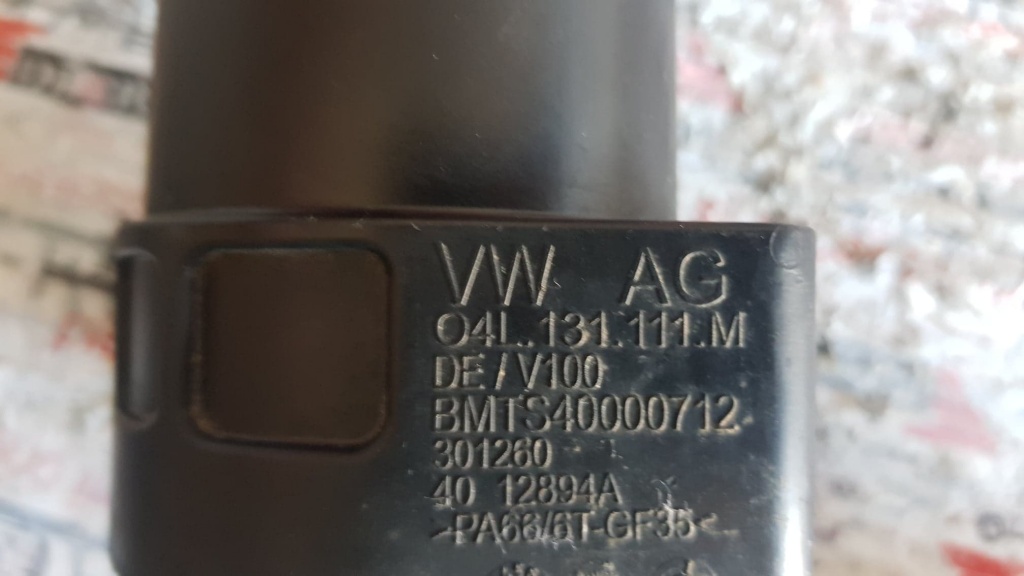 VW AG
04L.131.111.M
DE/V100
BMTS40000712
301260
40 12894A
>PA66/6T-GF35<